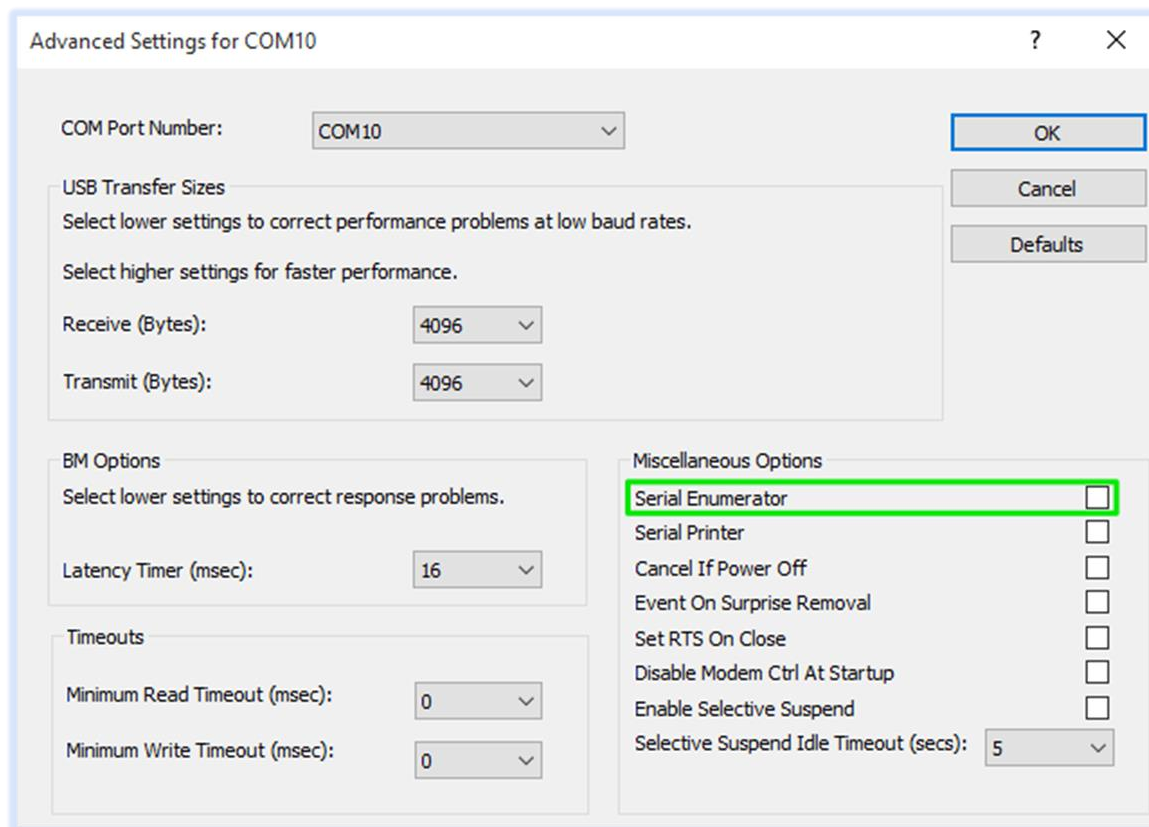 Advanced Settings for COM10
?
COM Port Number:
COM10
OK
Cancel
Defaults
USB Transfer Sizes
Select lower settings to correct performance problems at low baud rates.
Select higher settings for faster performance.
Receive (Bytes):
4096
Transmit (Bytes):
4096
BM Options
Select lower settings to correct response problems.
Latency Timer (msec):
16
Timeouts
Minimum Read Timeout (msec):
0
Minimum Write Timeout (msec):
0
Miscellaneous Options
Serial Enumerator
Serial Printer
Cancel If Power Off
Event On Surprise Removal
Set RTS On Close
Disable Modem Ctrl At Startup
Enable Selective Suspend
Selective Suspend Idle Timeout (secs):
5